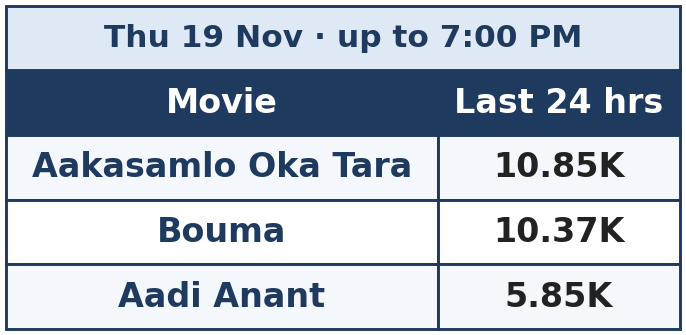 Thu 19 Nov · up to 7:00 PM
Movie Last 24 hrs
Aakasamlo Oka Tara 10.85K
Bouma 10.37K
Aadi Anant 5.85K